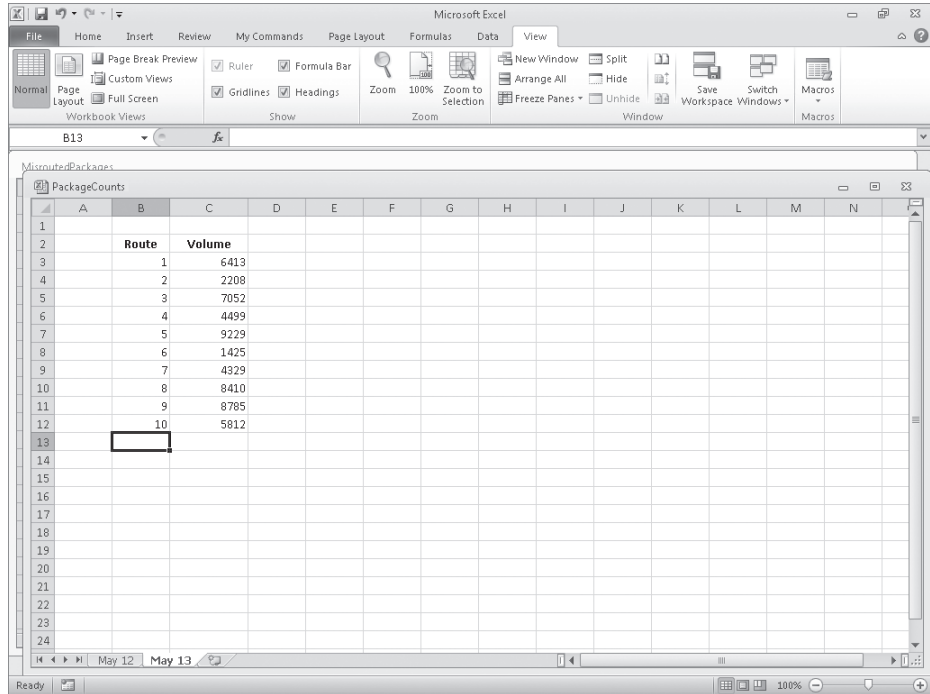 Microsoft Excel
File Home Insert Review My Commands Page Layout Formulas Data View
Normal
Page Layout
Page Break Preview
Custom Views
Full Screen
Workbook Views
Ruler
Formula Bar
Gridlines
Headings
Show
Zoom
100%
Zoom to Selection
Zoom
New Window
Arrange All
Freeze Panes
Split
Hide
Unhide
Save Workspace
Switch Windows
Window
Macros
Macros
B13
fx
MisroutedPackages
PackageCounts
A B C D E F G H I J K L M N
1
2 Route Volume
3 1 6413
4 2 2208
5 3 7052
6 4 4499
7 5 9229
8 6 1425
9 7 4329
10 8 8410
11 9 8785
12 10 5812
13
14
15
16
17
18
19
20
21
22
23
24
May 12 May 13
Ready 100%